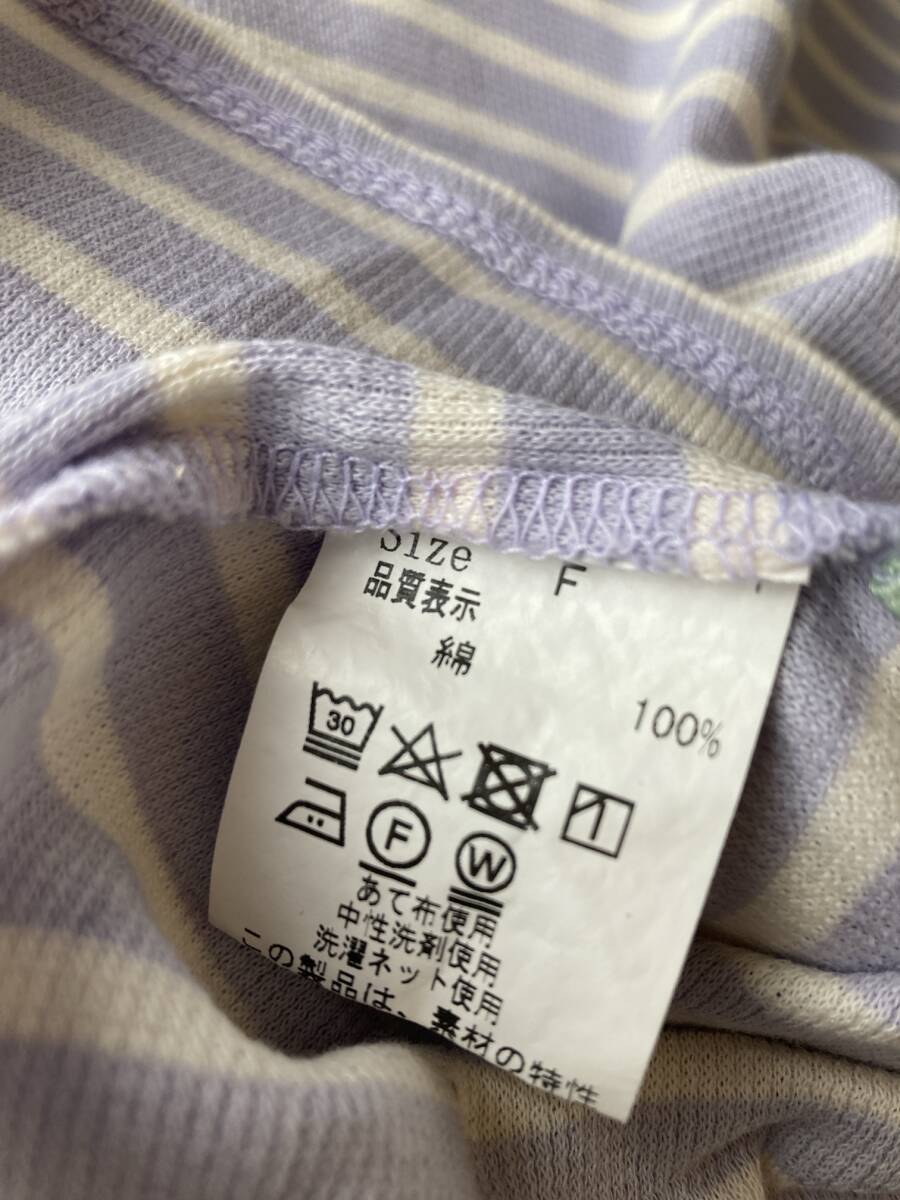 Size F
品質表示
綿
100%
30
F W
あて布使用
中性洗剤使用
洗濯ネット使用
この製品は、素材の特性